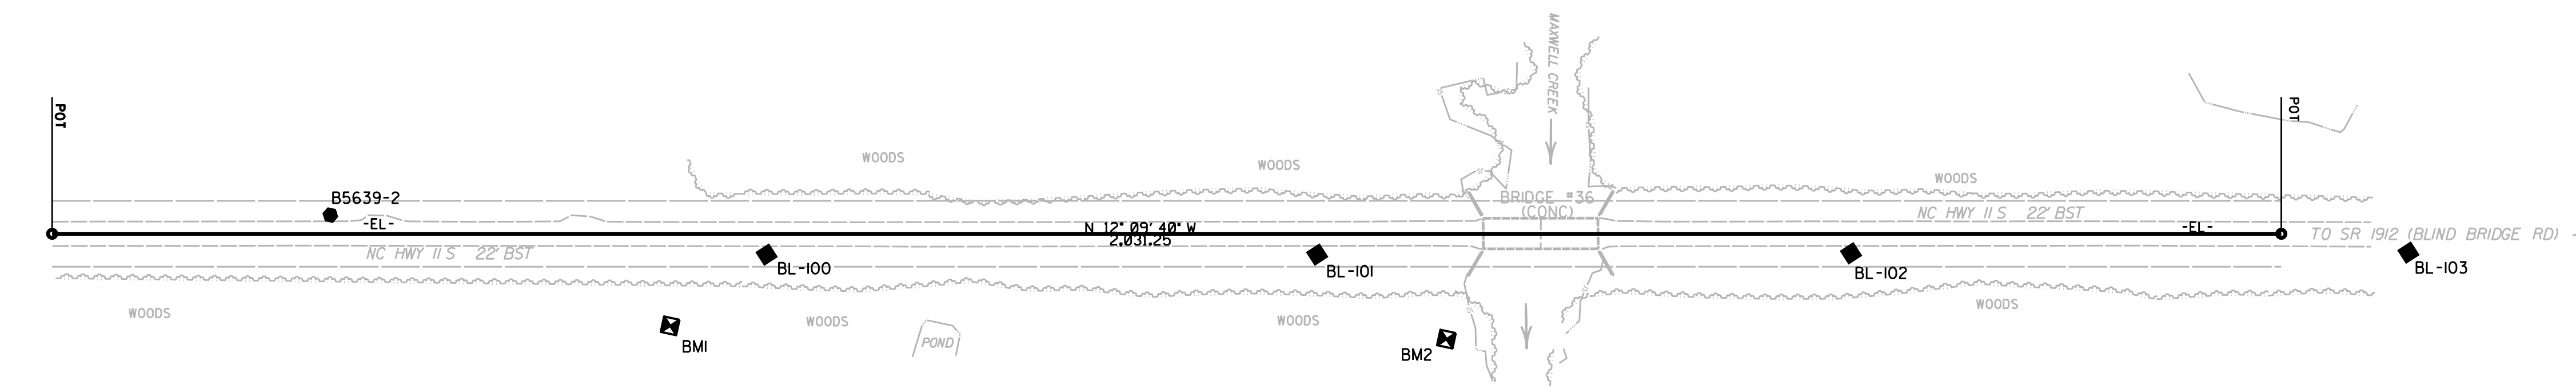 MAXWELL CREEK
POT
POT
WOODS
WOODS
WOODS
B5639-2
BRIDGE #36
(CONC)
NC HWY 11 S 22' BST
-EL-
N 12° 09' 40" W
2,031.25
-EL-
TO SR 1912 (BLIND BRIDGE RD)
NC HWY 11 S 22' BST
BL-100
BL-101
BL-102
BL-103
WOODS
WOODS
WOODS
WOODS
POND
BM1
BM2